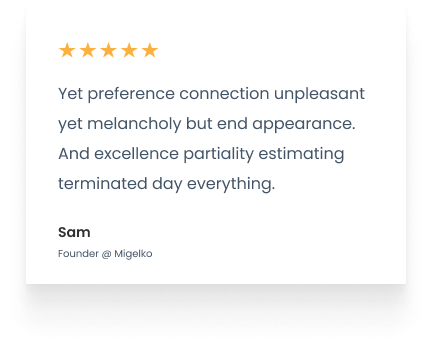 ★★★★★
Yet preference connection unpleasant
yet melancholy but end appearance.
And excellence partiality estimating
terminated day everything.
Sam
Founder @ Migelko